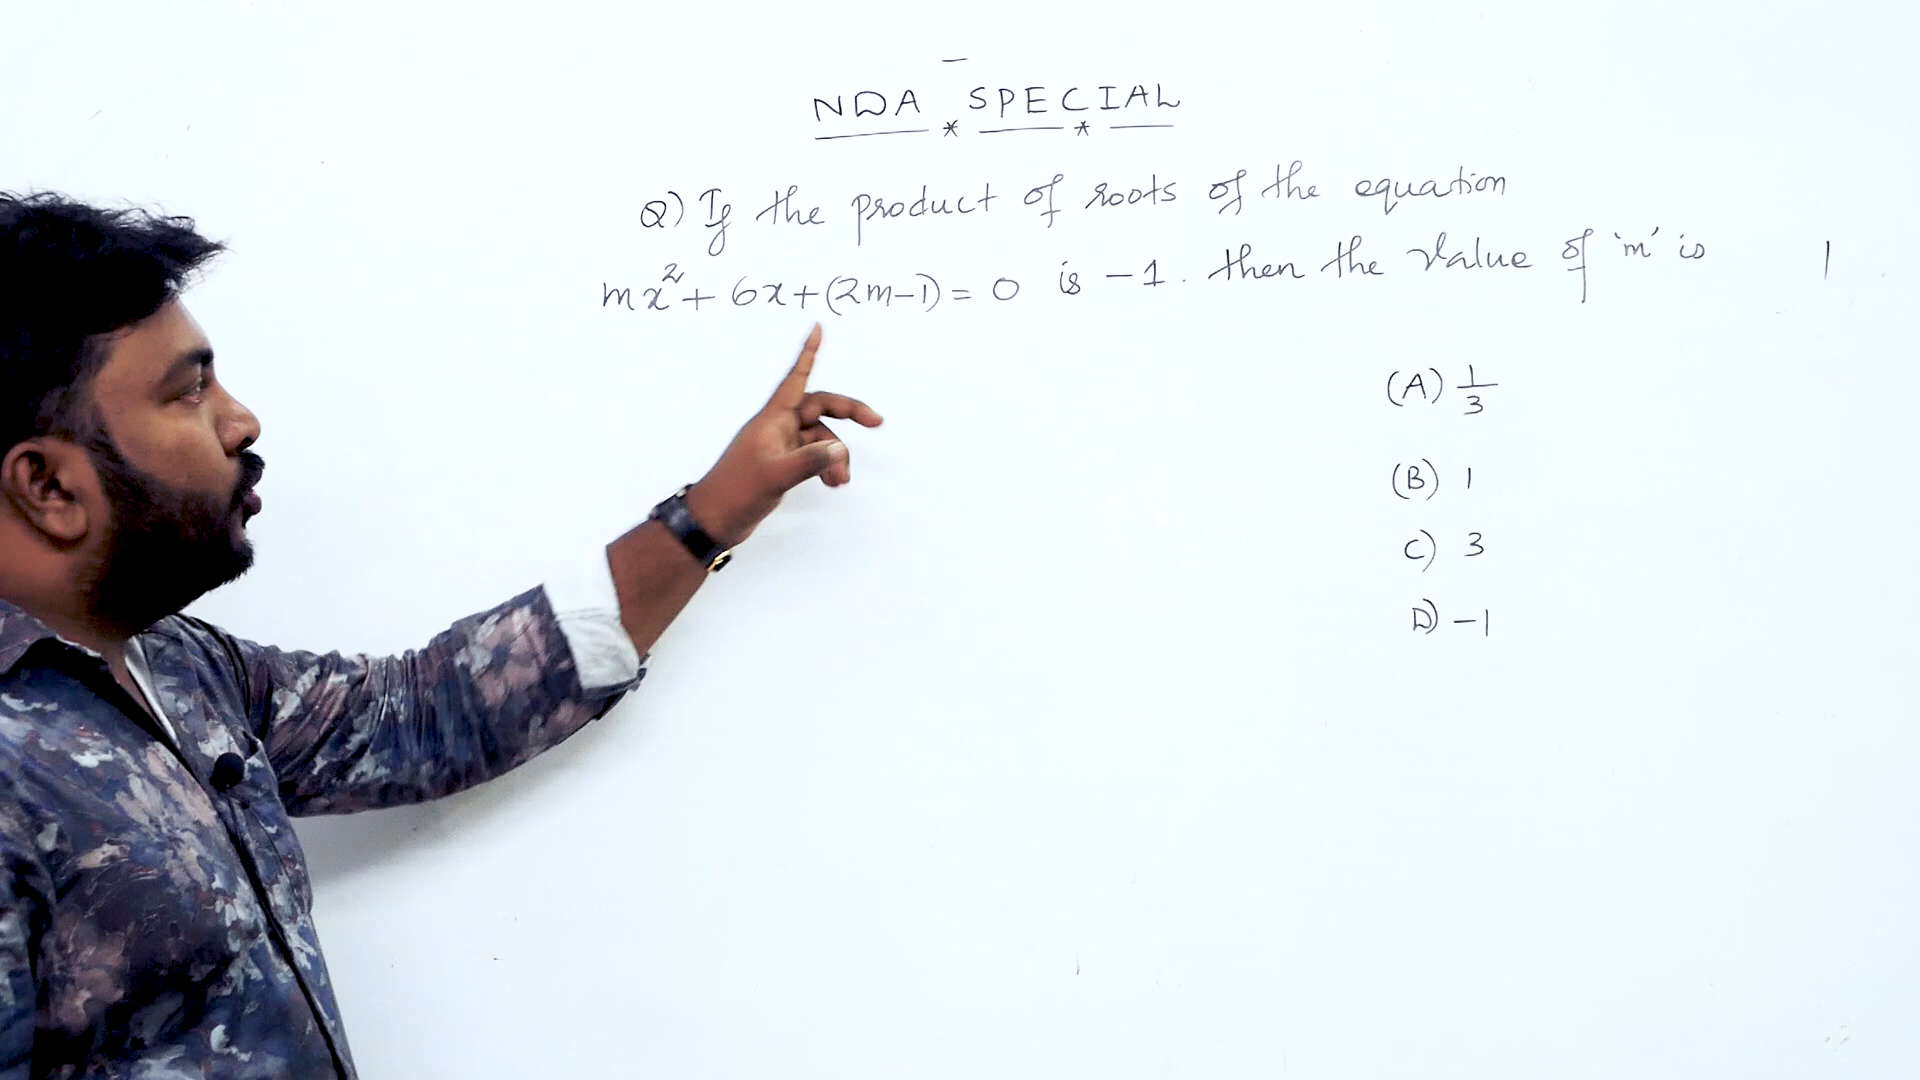 NDA SPECIAL
Q) If the product of roots of the equation
mx²+ 6x+(2m-1)= 0 is -1. then the value of 'm' is
(A) 1/3
(B) 1
C) 3
D) -1